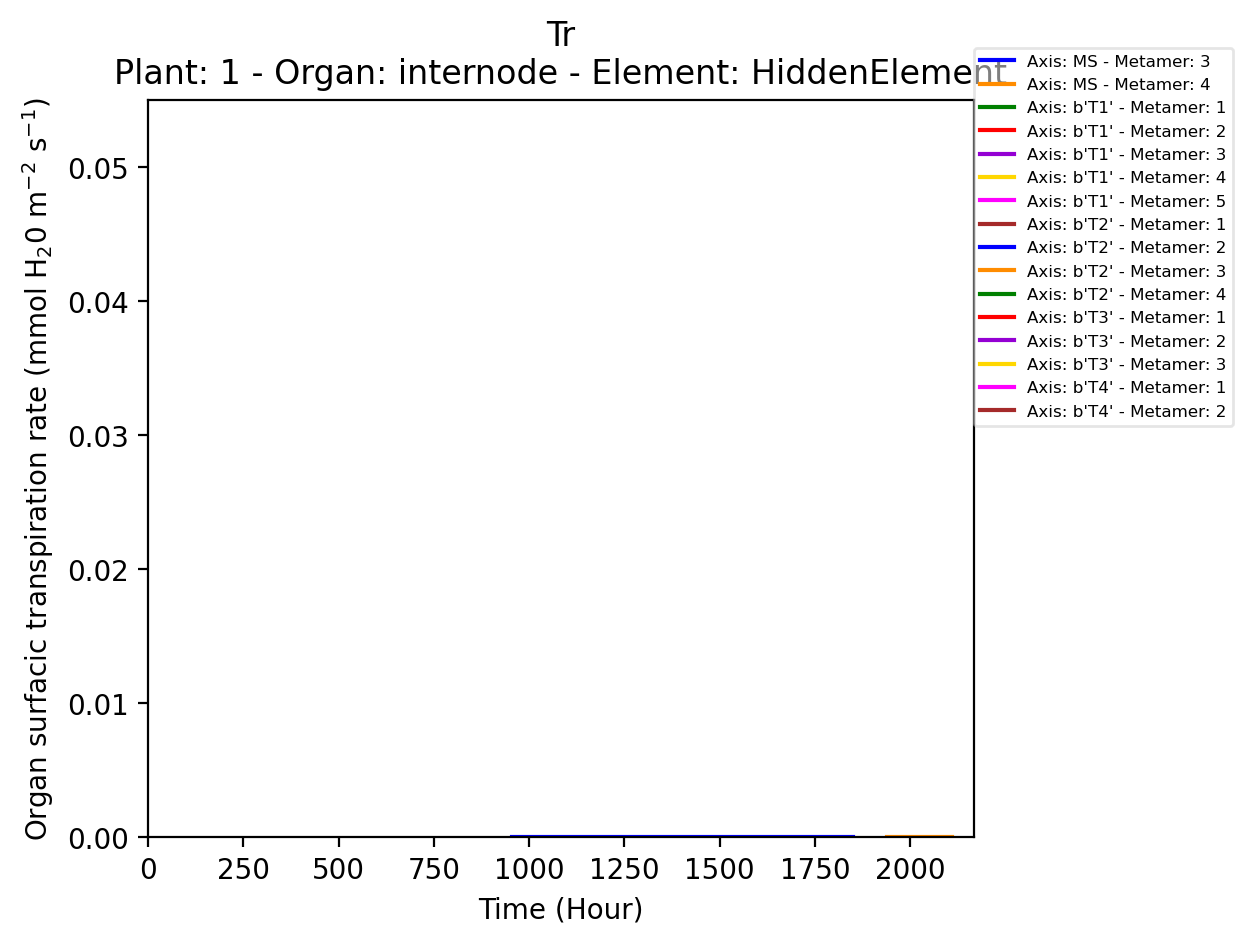 Tr
Plant: 1 - Organ: internode - Element: HiddenElement
Axis: MS - Metamer: 3
Axis: MS - Metamer: 4
Axis: b'T1' - Metamer: 1
Axis: b'T1' - Metamer: 2
Axis: b'T1' - Metamer: 3
Axis: b'T1' - Metamer: 4
Axis: b'T1' - Metamer: 5
Axis: b'T2' - Metamer: 1
Axis: b'T2' - Metamer: 2
Axis: b'T2' - Metamer: 3
Axis: b'T2' - Metamer: 4
Axis: b'T3' - Metamer: 1
Axis: b'T3' - Metamer: 2
Axis: b'T3' - Metamer: 3
Axis: b'T4' - Metamer: 1
Axis: b'T4' - Metamer: 2
Organ surfacic transpiration rate (mmol H₂0 m⁻² s⁻¹)
0.05
0.04
0.03
0.02
0.01
0.00
0 250 500 750 1000 1250 1500 1750 2000
Time (Hour)